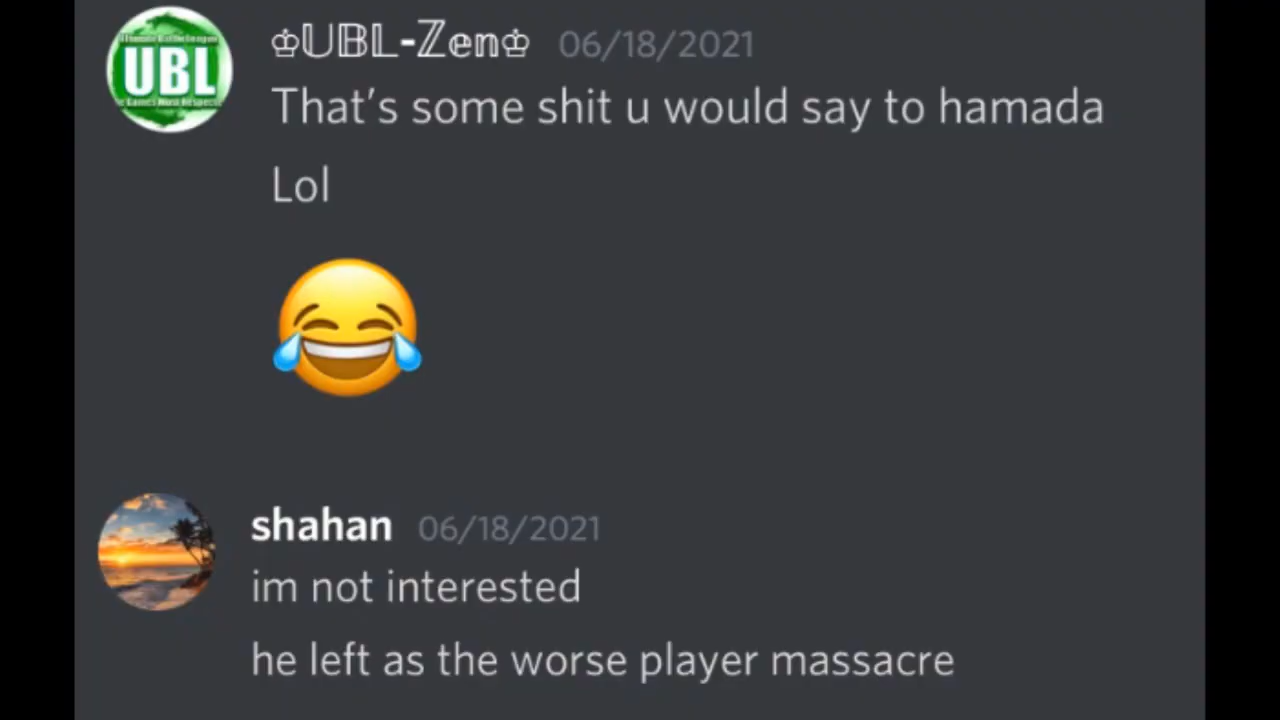 ♔𝕌𝔹𝕃-ℤ𝕖𝕟♔ 06/18/2021
That’s some shit u would say to hamada
Lol
😂
UBL
shahan 06/18/2021
im not interested
he left as the worse player massacre